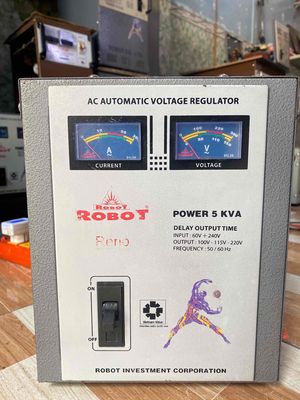 AC AUTOMATIC VOLTAGE REGULATOR
A
V
CURRENT
VOLTAGE
ROBOT
ROBOT
Reno
POWER 5 KVA
DELAY OUTPUT TIME
INPUT : 60V ÷ 240V
OUTPUT : 100V - 115V - 220V
FREQUENCY : 50 / 60 Hz
ON
OFF
ROBOT INVESTMENT CORPORATION